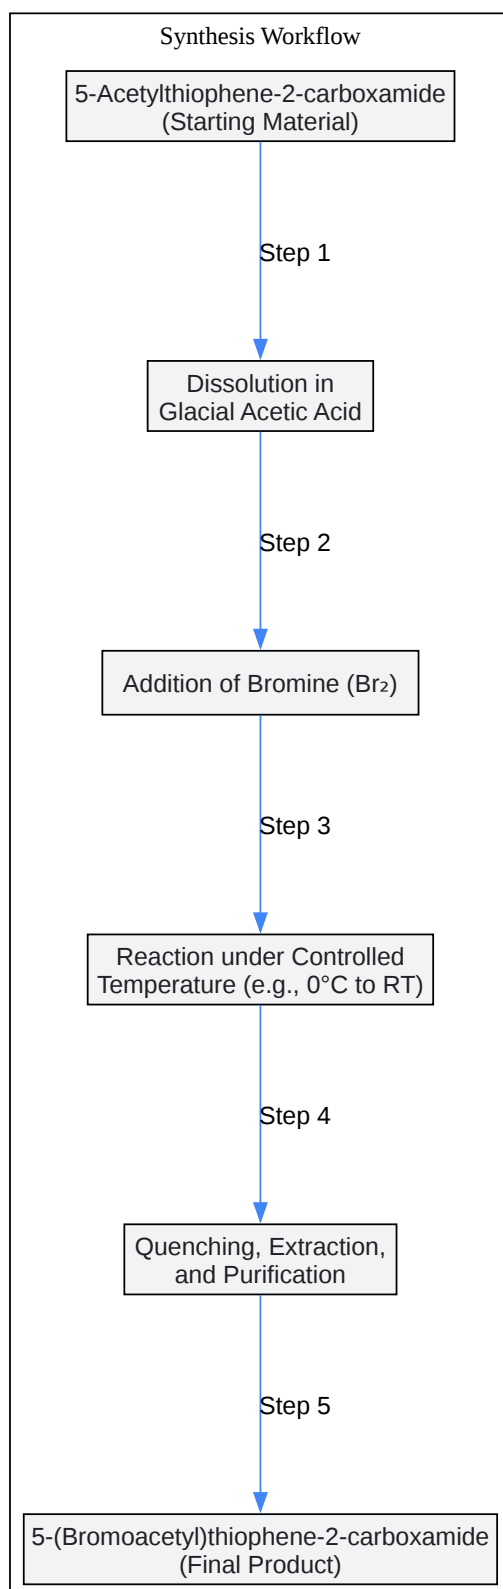 Synthesis Workflow
5-Acetylthiophene-2-carboxamide
(Starting Material)
Step 1
Dissolution in
Glacial Acetic Acid
Step 2
Addition of Bromine (Br₂)
Step 3
Reaction under Controlled
Temperature (e.g., 0°C to RT)
Step 4
Quenching, Extraction,
and Purification
Step 5
5-(Bromoacetyl)thiophene-2-carboxamide
(Final Product)